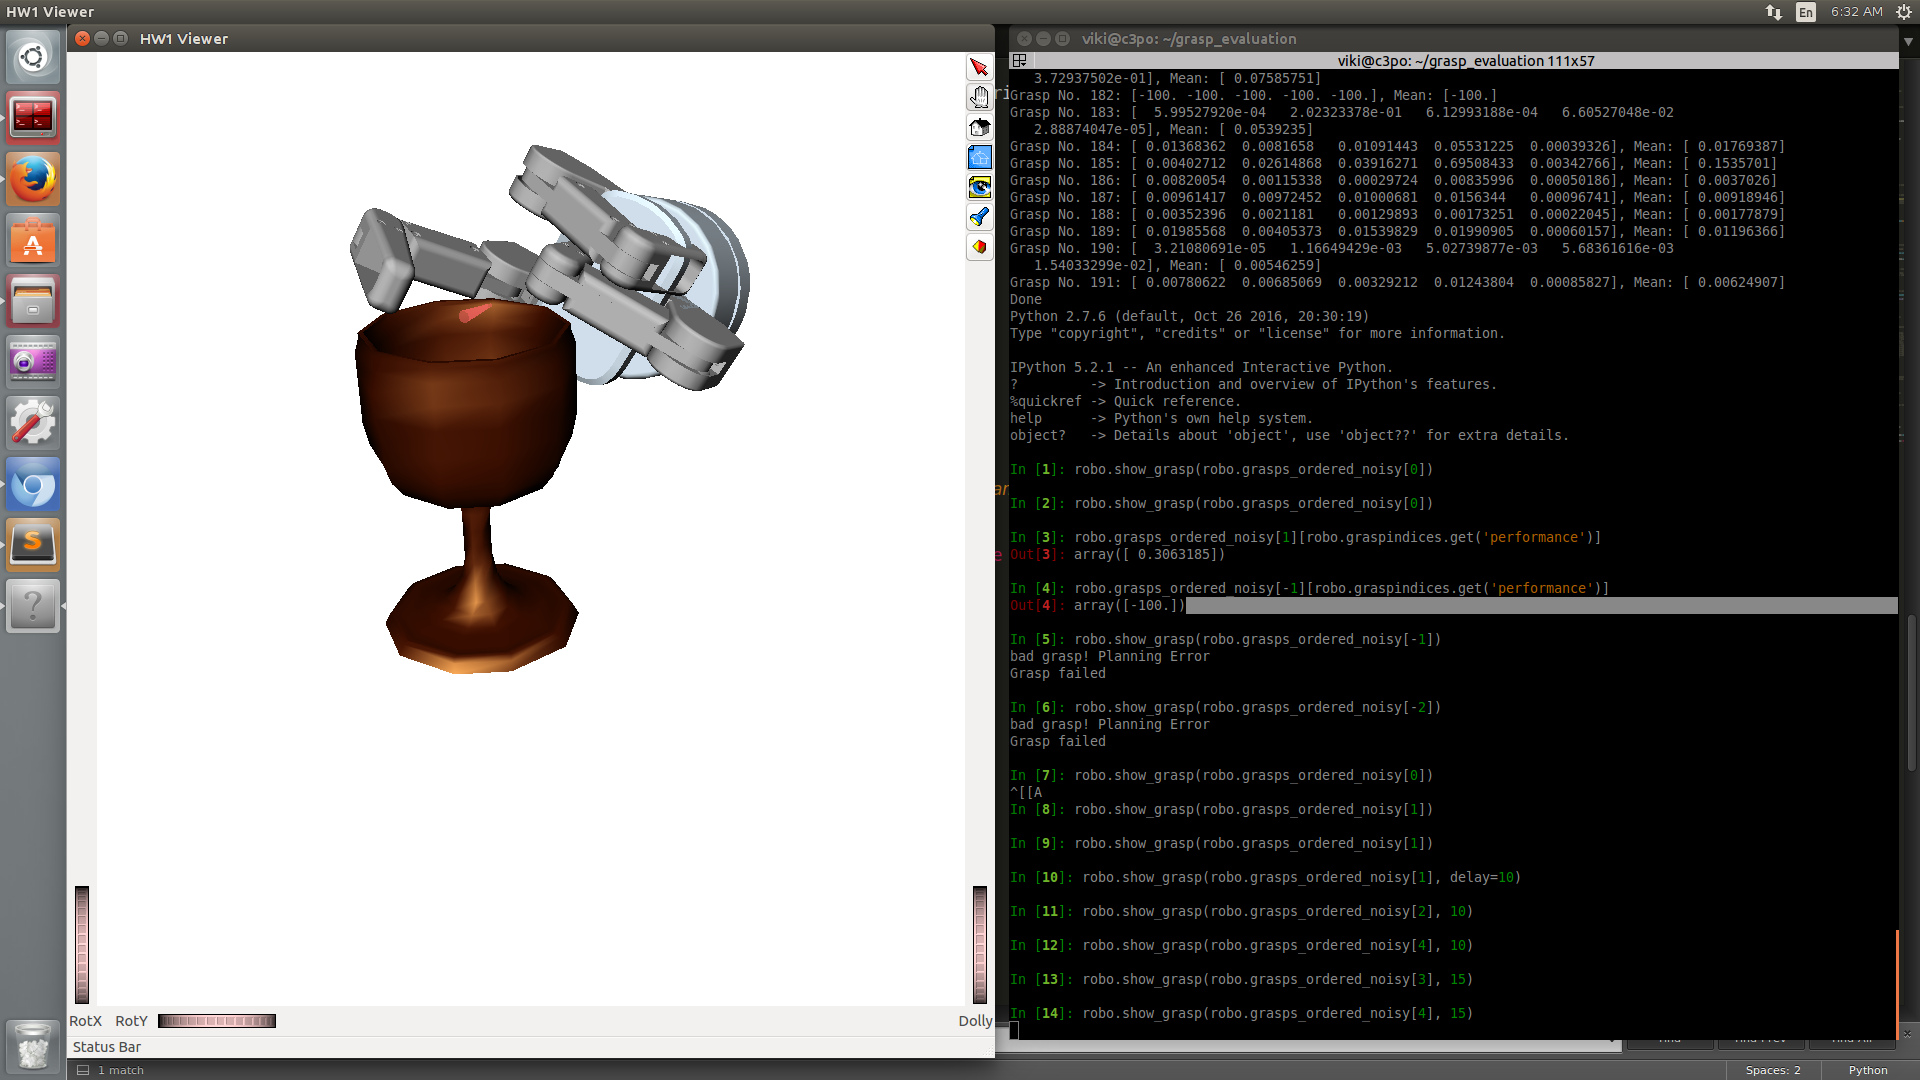 HW1 Viewer
En
6:32 AM
HW1 Viewer
RotX RotY
Dolly
Status Bar
1 match
viki@c3po: ~/grasp_evaluation
viki@c3po: ~/grasp_evaluation 111x57
3.72937502e-01], Mean: [ 0.07585751]
Grasp No. 182: [-100. -100. -100. -100. -100.], Mean: [-100.]
Grasp No. 183: [  5.99527920e-04   2.02323378e-01   6.12993188e-04   6.60527048e-02
2.88874047e-05], Mean: [ 0.0539235]
Grasp No. 184: [ 0.01368362  0.0081658   0.01091443  0.05531225  0.00039326], Mean: [ 0.01769387]
Grasp No. 185: [ 0.00402712  0.02614868  0.03916271  0.69508433  0.00342766], Mean: [ 0.1535701]
Grasp No. 186: [ 0.00820054  0.00115338  0.00029724  0.00835996  0.00050186], Mean: [ 0.0037026]
Grasp No. 187: [ 0.00961417  0.00972452  0.01000681  0.0156344   0.00096741], Mean: [ 0.00918946]
Grasp No. 188: [ 0.00352396  0.0021181   0.00129893  0.00173251  0.00022045], Mean: [ 0.00177879]
Grasp No. 189: [ 0.01985568  0.00405373  0.01539829  0.01990905  0.00060157], Mean: [ 0.01196366]
Grasp No. 190: [  3.21080691e-05   1.16649429e-03   5.02739877e-03   5.68361616e-03
1.54033299e-02], Mean: [ 0.00546259]
Grasp No. 191: [ 0.00780622  0.00685069  0.00329212  0.01243804  0.00085827], Mean: [ 0.00624907]
Done
Python 2.7.6 (default, Oct 26 2016, 20:30:19)
Type "copyright", "credits" or "license" for more information.
IPython 5.2.1 -- An enhanced Interactive Python.
?         -> Introduction and overview of IPython's features.
%quickref -> Quick reference.
help      -> Python's own help system.
object?   -> Details about 'object', use 'object??' for extra details.
In [1]: robo.show_grasp(robo.grasps_ordered_noisy[0])
In [2]: robo.show_grasp(robo.grasps_ordered_noisy[0])
In [3]: robo.grasps_ordered_noisy[1][robo.graspindices.get('performance')]
Out[3]: array([ 0.3063185])
In [4]: robo.grasps_ordered_noisy[-1][robo.graspindices.get('performance')]
Out[4]: array([-100.])
In [5]: robo.show_grasp(robo.grasps_ordered_noisy[-1])
bad grasp! Planning Error
Grasp failed
In [6]: robo.show_grasp(robo.grasps_ordered_noisy[-2])
bad grasp! Planning Error
Grasp failed
In [7]: robo.show_grasp(robo.grasps_ordered_noisy[0])
^[[A
In [8]: robo.show_grasp(robo.grasps_ordered_noisy[1])
In [9]: robo.show_grasp(robo.grasps_ordered_noisy[1])
In [10]: robo.show_grasp(robo.grasps_ordered_noisy[1], delay=10)
In [11]: robo.show_grasp(robo.grasps_ordered_noisy[2], 10)
In [12]: robo.show_grasp(robo.grasps_ordered_noisy[4], 10)
In [13]: robo.show_grasp(robo.grasps_ordered_noisy[3], 15)
In [14]: robo.show_grasp(robo.grasps_ordered_noisy[4], 15)
Spaces: 2
Python